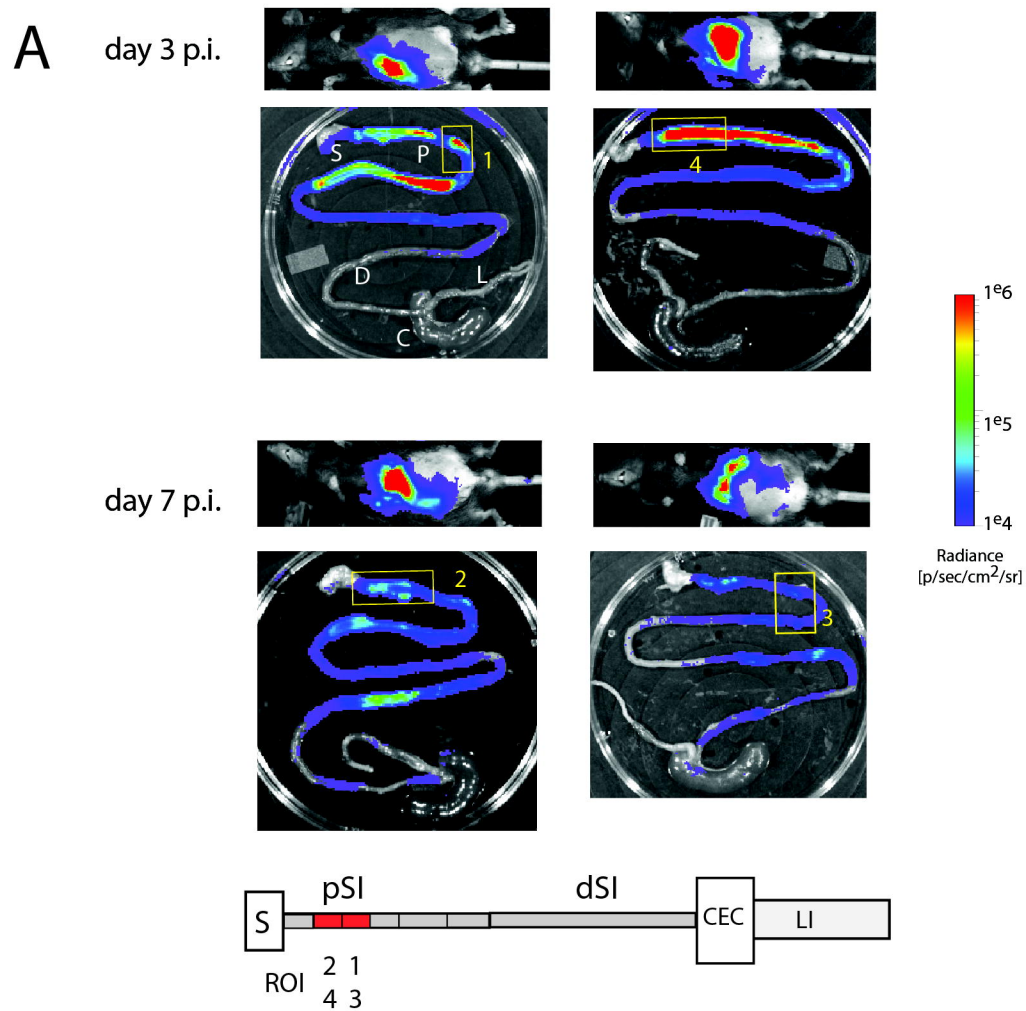 A
day 3 p.i.
S
P
1
D
L
C
4
1e6
1e5
1e4
Radiance
[p/sec/cm2/sr]
day 7 p.i.
2
3
pSI
dSI
S
CEC
LI
ROI
2 1
4 3